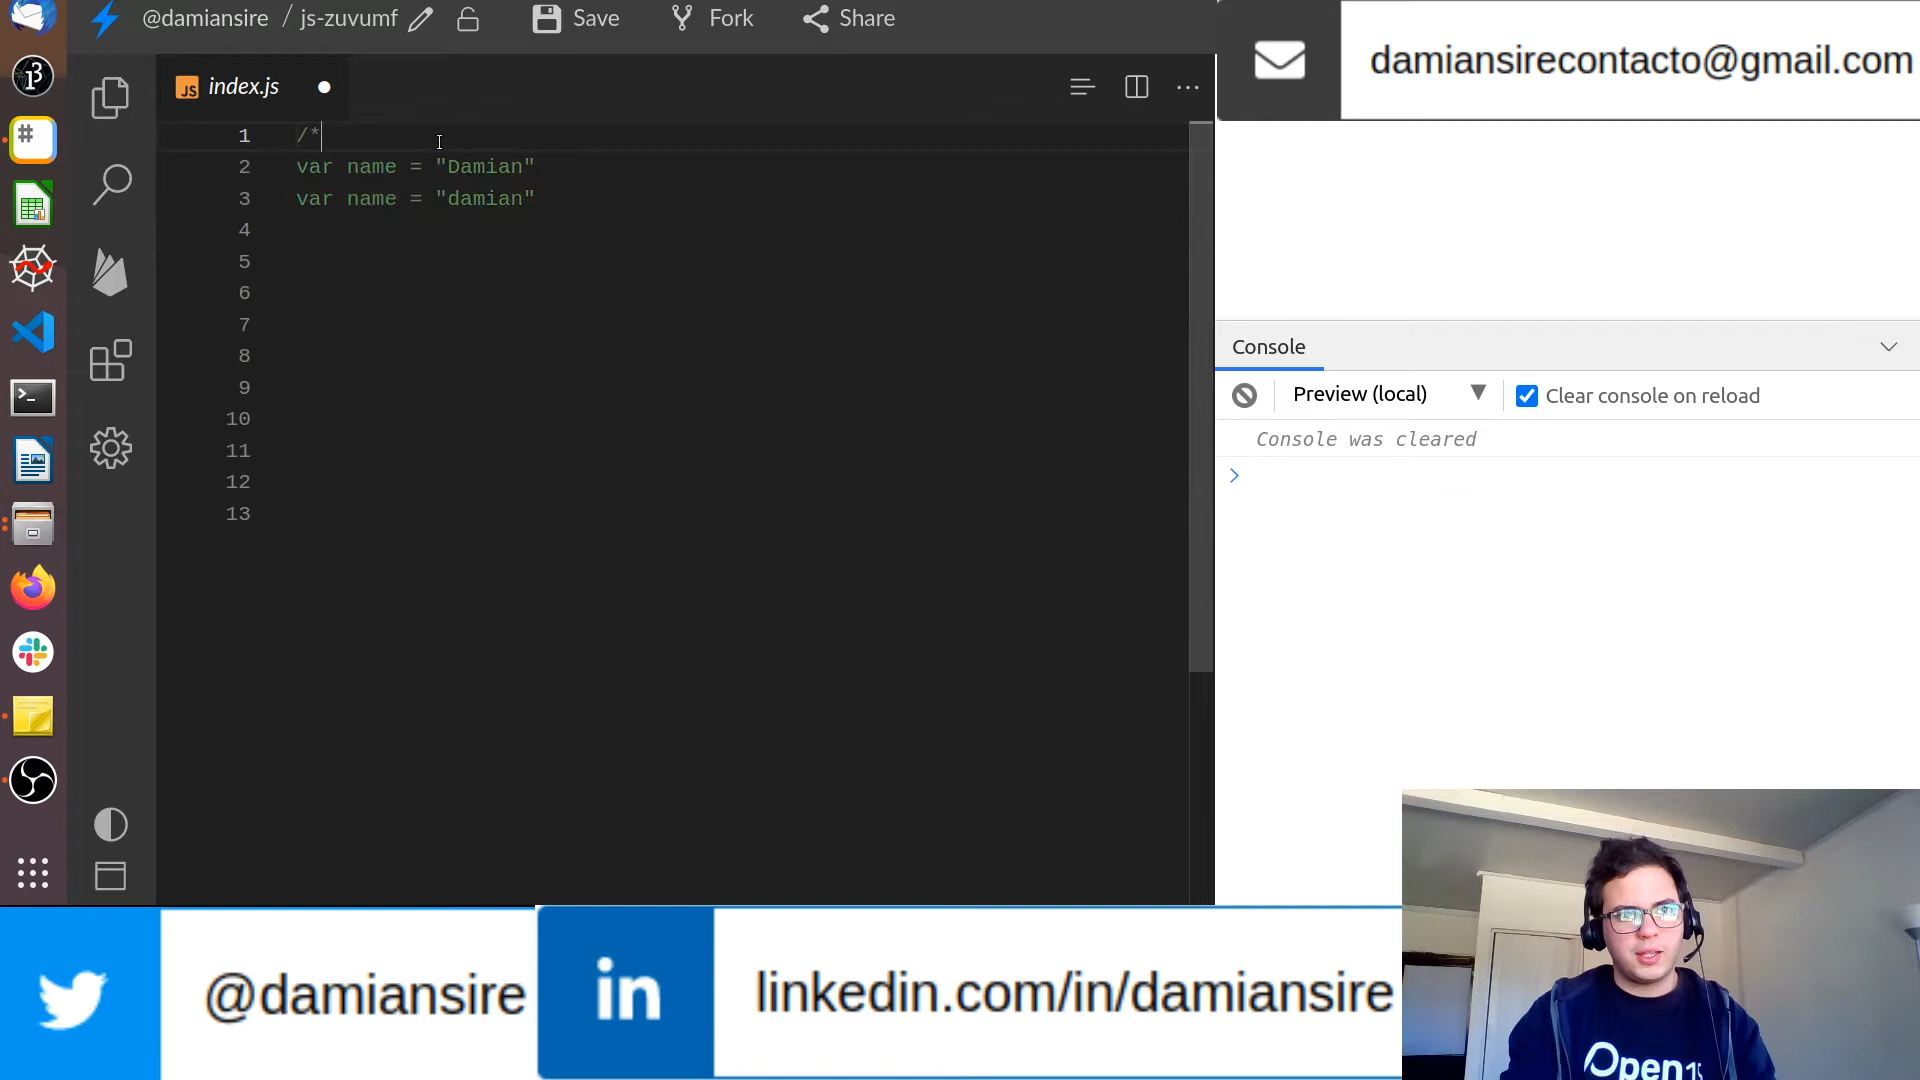 @damiansire / js-zuvumf
Save
Fork
Share
damiansirecontacto@gmail.com
JS index.js
1 /*
2 var name = "Damian"
3 var name = "damian"
4
5
6
7
8
9
10
11
12
13
Console
Preview (local)
Clear console on reload
Console was cleared
>
@damiansire
in
linkedin.com/in/damiansire